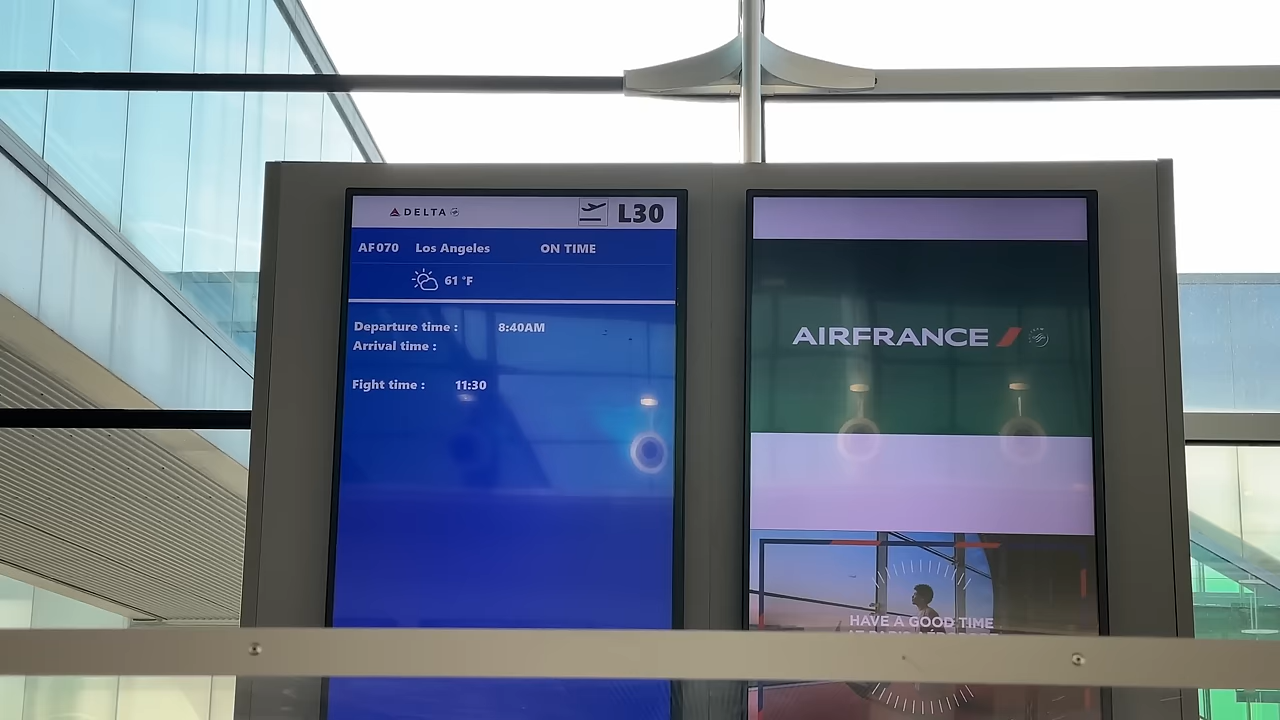 DELTA L30
AF070 Los Angeles ON TIME
61 °F
Departure time : 8:40AM
Arrival time :
Fight time : 11:30
AIRFRANCE
HAVE A GOOD TIME